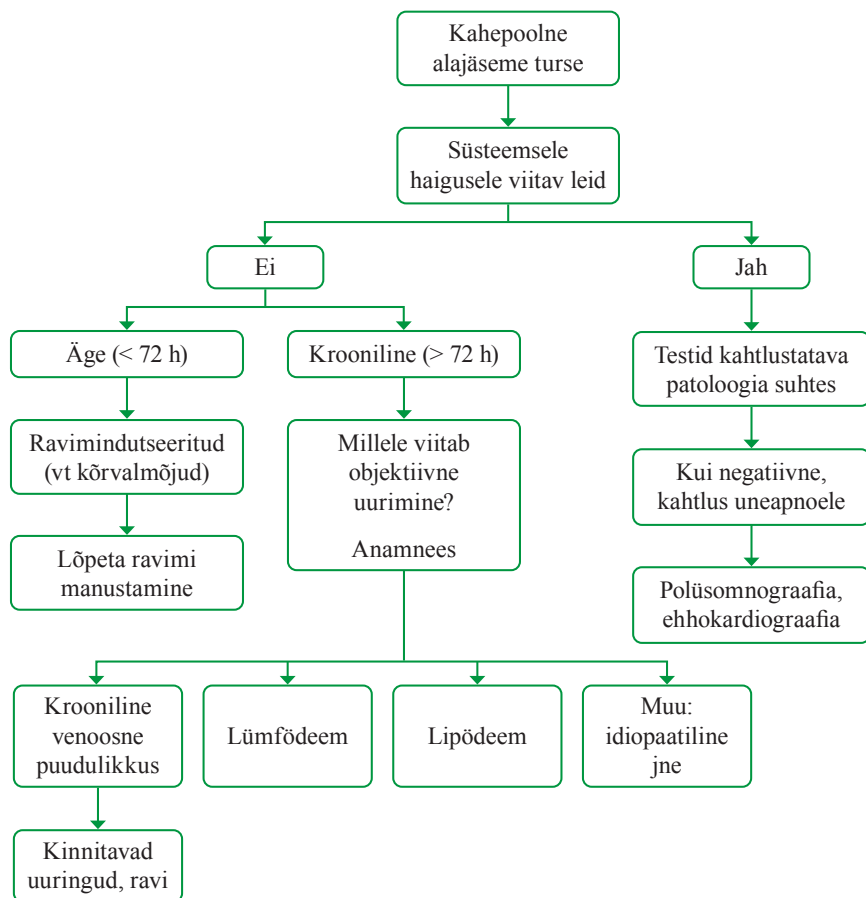 Kahepoolne
alajäseme turse
Süsteemsele
haigusele viitav leid
Ei
Jah
Äge (< 72 h)
Krooniline (> 72 h)
Testid kahtlustatava
patoloogia suhtes
Ravimindutseeritud
(vt kõrvalmõjud)
Millele viitab
objektiivne
uurimine?
Anamnees
Kui negatiivne,
kahtlus uneapnoele
Lõpeta ravimi
manustamine
Polüsomnograafia,
ehhokardiograafia
Krooniline
venoosne
puudulikkus
Lümfödeem
Lipödeem
Muu:
idiopaatiline
jne
Kinnitavad
uuringud, ravi